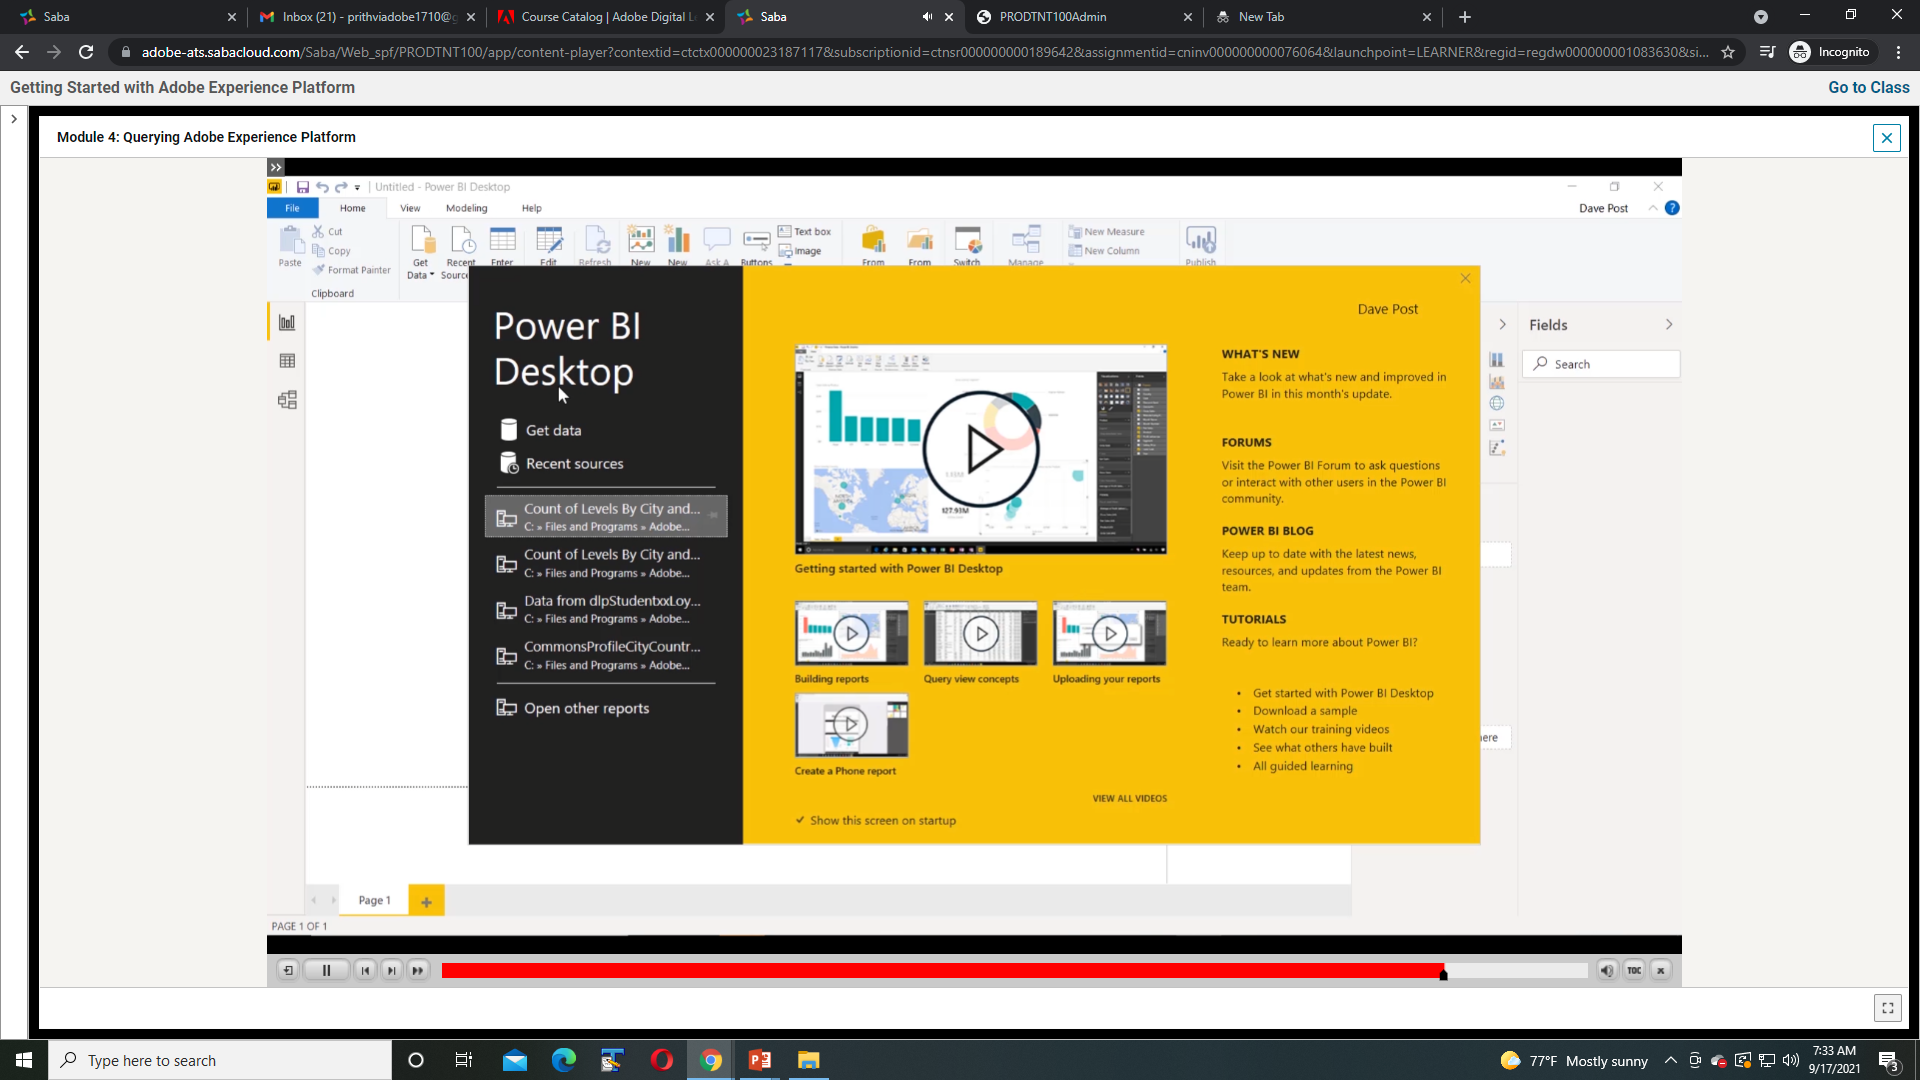 Saba
Inbox (21) - prithviadobe1710@g
Course Catalog | Adobe Digital L
Saba
PRODTNT100Admin
New Tab
adobe-ats.sabacloud.com/Saba/Web_spf/PRODTNT100/app/content-player?contextid=ctctx000000023187117&subscriptionid=ctnsr000000000189642&assignmentid=cninv000000000076064&launchpoint=LEARNER&regid=regdw000000001083630&si...
Incognito
Getting Started with Adobe Experience Platform
Go to Class
Module 4: Querying Adobe Experience Platform
Untitled - Power BI Desktop
File Home View Modeling Help
Dave Post
Cut
Copy
Format Painter
Paste
Clipboard
Get
Data
Recent
Sourc
Enter
Edit
Refresh
New
New
Ask A
Buttons
Text box
Image
From
From
Switch
Manage
New Measure
New Column
Publish
Power BI
Desktop
Get data
Recent sources
Count of Levels By City and...
C: » Files and Programs » Adobe...
Count of Levels By City and...
C: » Files and Programs » Adobe...
Data from dlpStudentxxLoy...
C: » Files and Programs » Adobe...
CommonsProfileCityCountr...
C: » Files and Programs » Adobe...
Open other reports
Dave Post
127.93M
Getting started with Power BI Desktop
Building reports
Query view concepts
Uploading your reports
Create a Phone report
VIEW ALL VIDEOS
Show this screen on startup
WHAT'S NEW
Take a look at what's new and improved in
Power BI in this month's update.
FORUMS
Visit the Power BI Forum to ask questions
or interact with other users in the Power BI
community.
POWER BI BLOG
Keep up to date with the latest news,
resources, and updates from the Power BI
team.
TUTORIALS
Ready to learn more about Power BI?
• Get started with Power BI Desktop
• Download a sample
• Watch our training videos
• See what others have built
• All guided learning
Fields
Search
ere
Page 1
PAGE 1 OF 1
TOC
Type here to search
77°F Mostly sunny
7:33 AM
9/17/2021
3